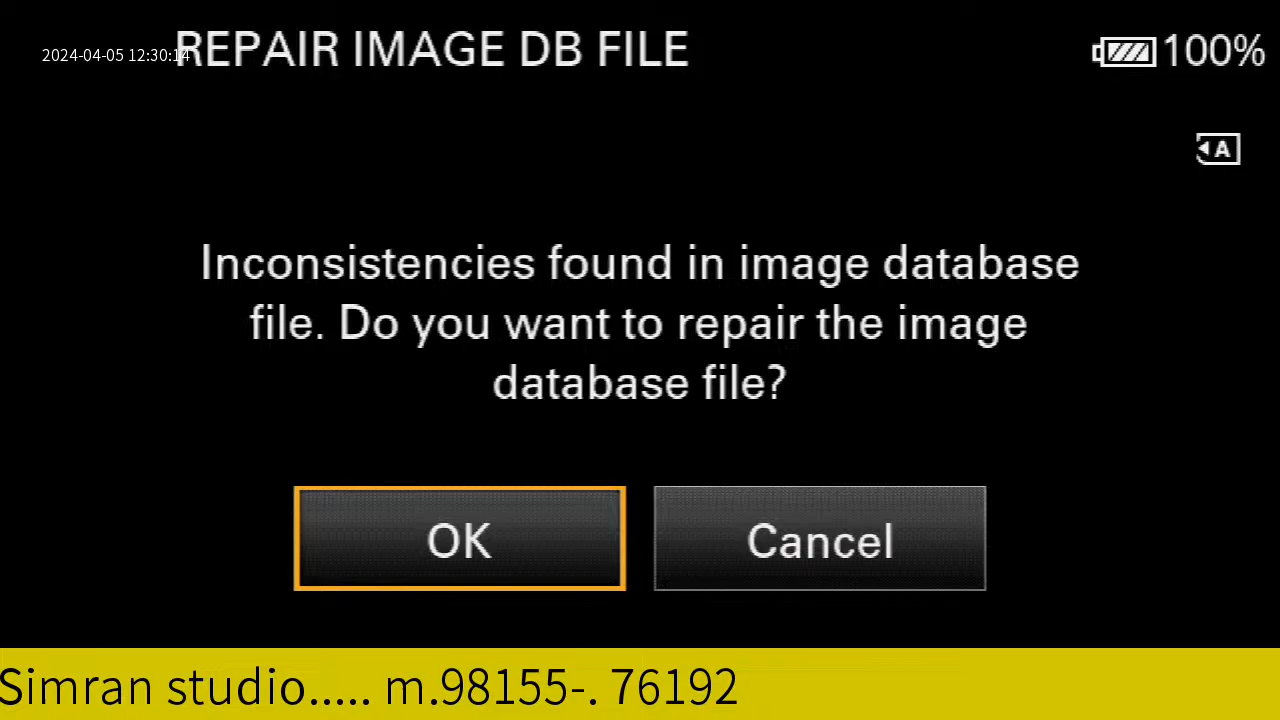 2024-04-05 12:30:14
REPAIR IMAGE DB FILE
100%
A
Inconsistencies found in image database
file. Do you want to repair the image
database file?
OK
Cancel
Simran studio..... m.98155-. 76192